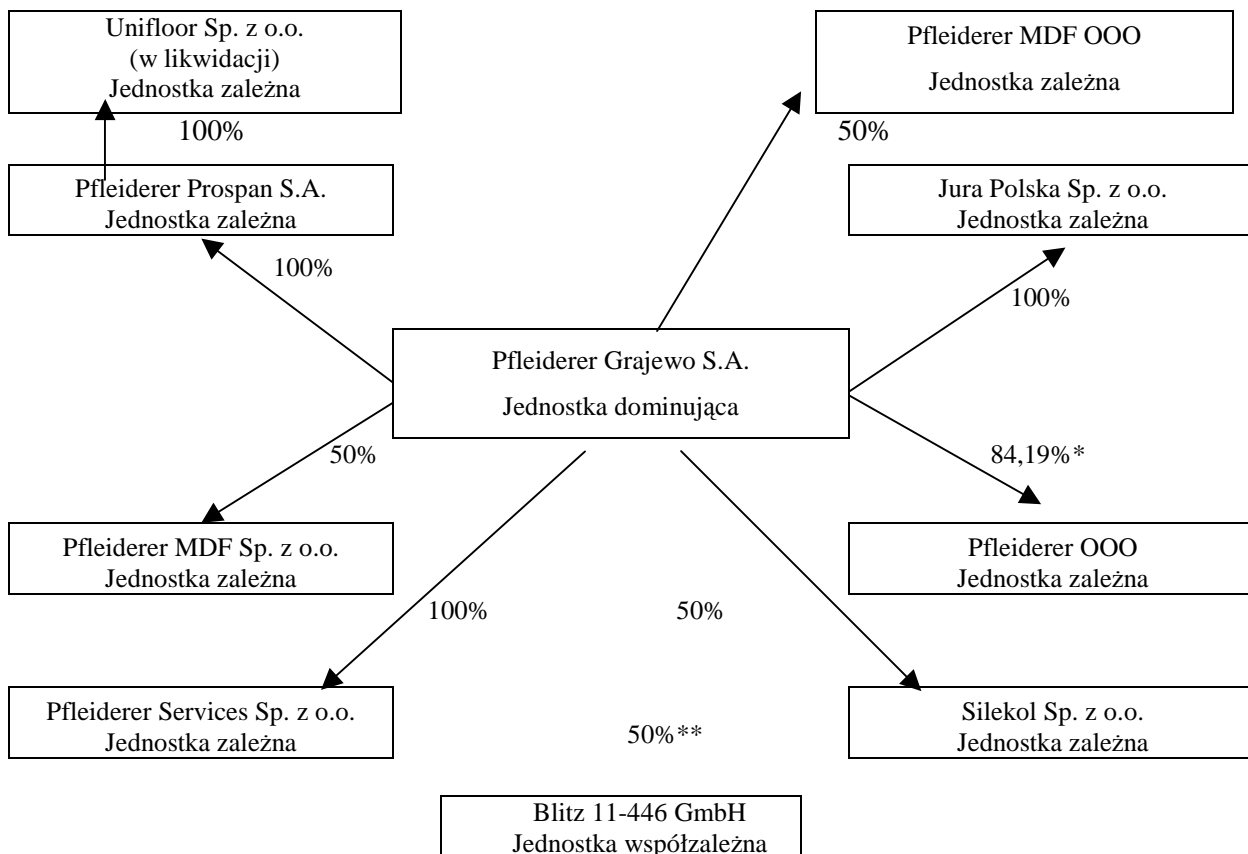 Unifloor Sp. z o.o.
(w likwidacji)
Jednostka zależna
Pfleiderer MDF OOO
Jednostka zależna
100%
50%
Pfleiderer Prospan S.A.
Jednostka zależna
Jura Polska Sp. z o.o.
Jednostka zależna
100%
100%
Pfleiderer Grajewo S.A.
Jednostka dominująca
50%
84,19%*
Pfleiderer MDF Sp. z o.o.
Jednostka zależna
Pfleiderer OOO
Jednostka zależna
100%
50%
Pfleiderer Services Sp. z o.o.
Jednostka zależna
50%**
Silekol Sp. z o.o.
Jednostka zależna
Blitz 11-446 GmbH
Jednostka współzależna